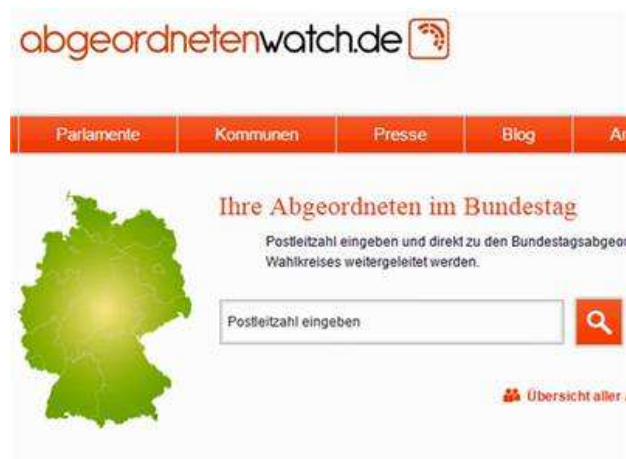 abgeordnetenwatch.de
Parlamente Kommunen Presse Blog
Ihre Abgeordneten im Bundestag
Postleitzahl eingeben und direkt zu den
Wahlkreises weitergeleitet werden.
Postleitzahl eingeben
Übersicht aller